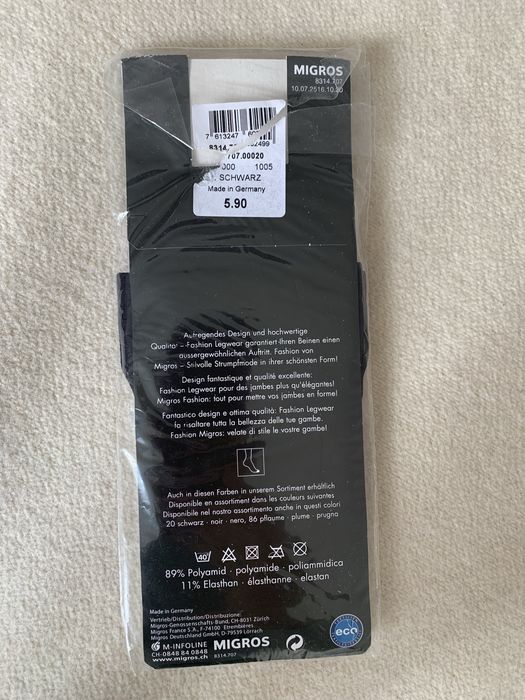 MIGROS
8314.707
10.07.2516.10.20
7 613247
8314.7
707.00020
000 1005
SCHWARZ
Made in Germany
5.90
Aufregendes Design und hochwertige
Qualität – Fashion Legwear garantiert Ihren Beinen einen
aussergewöhnlichen Auftritt. Fashion von
Migros – Stilvolle Strumpfmode in ihrer schönsten Form!
Design fantastique et qualité excellente:
Fashion Legwear pour des jambes plus qu'élégantes!
Migros Fashion: tout pour mettre vos jambes en forme!
Fantastico design e ottima qualità: Fashion Legwear
fa risaltare tutta la bellezza delle tue gambe.
Fashion Migros: velate di stile le vostre gambe!
Auch in diesen Farben in unserem Sortiment erhältlich
Disponible en assortiment dans les couleurs suivantes
Disponibile nel nostro assortimento anche in questi colori
20 schwarz · noir · nero, 86 pflaume · plume · prugna
40
89% Polyamid · polyamide · poliammidica
11% Elasthan · élasthanne · elastan
Made in Germany
Vertrieb/Distribution/Distribuzione:
Migros-Genossenschafts-Bund, CH-8031 Zürich
Migros France S.A., F-74100 Etrembières
Migros Deutschland GmbH, D-79539 Lörrach
M-INFOLINE
CH-0848 84 0848
www.migros.ch
MIGROS
8314.707
eco